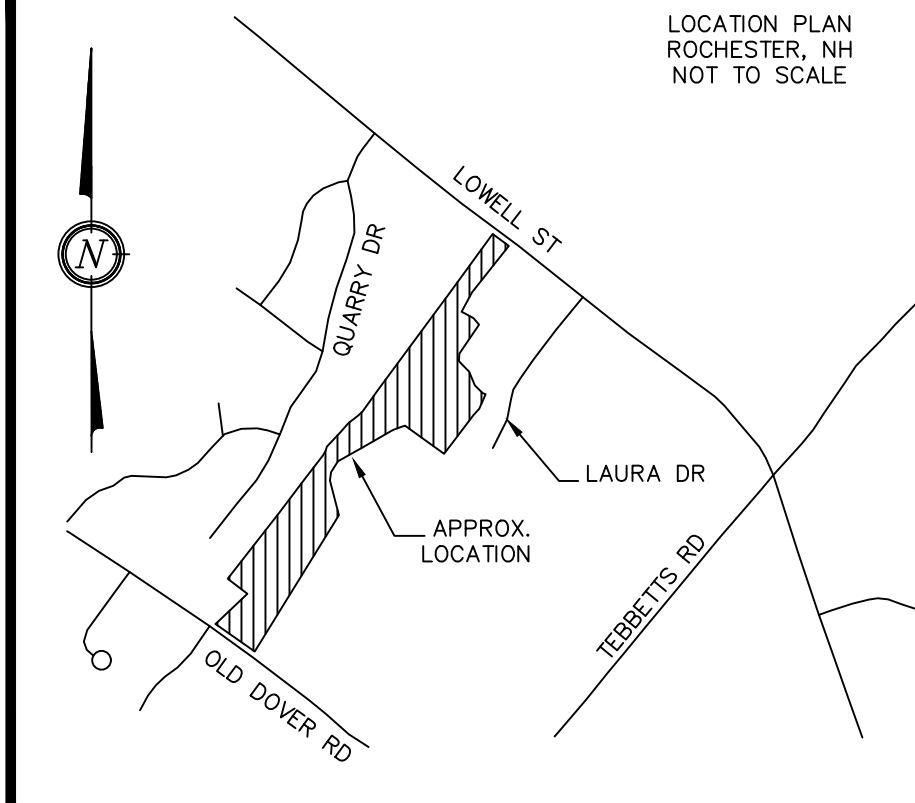 LOCATION PLAN
ROCHESTER, NH
NOT TO SCALE
LOWELL ST
N
QUARRY DR
LAURA DR
APPROX.
LOCATION
TEBBETTS RD
OLD DOVER RD